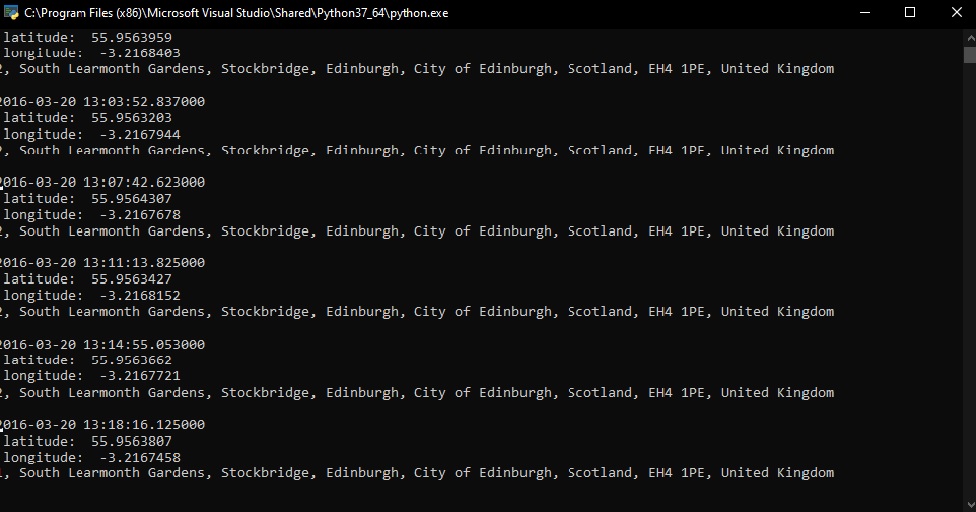 C:\Program Files (x86)\Microsoft Visual Studio\Shared\Python37_64\python.exe
latitude: 55.9563959
longitude: -3.2168403
2, South Learmonth Gardens, Stockbridge, Edinburgh, City of Edinburgh, Scotland, EH4 1PE, United Kingdom
2016-03-20 13:03:52.837000
latitude: 55.9563203
longitude: -3.2167944
2, South Learmonth Gardens, Stockbridge, Edinburgh, City of Edinburgh, Scotland, EH4 1PE, United Kingdom
2016-03-20 13:07:42.623000
latitude: 55.9564307
longitude: -3.2167678
2, South Learmonth Gardens, Stockbridge, Edinburgh, City of Edinburgh, Scotland, EH4 1PE, United Kingdom
2016-03-20 13:11:13.825000
latitude: 55.9563427
longitude: -3.2168152
2, South Learmonth Gardens, Stockbridge, Edinburgh, City of Edinburgh, Scotland, EH4 1PE, United Kingdom
2016-03-20 13:14:55.053000
latitude: 55.9563662
longitude: -3.2167721
2, South Learmonth Gardens, Stockbridge, Edinburgh, City of Edinburgh, Scotland, EH4 1PE, United Kingdom
2016-03-20 13:18:16.125000
latitude: 55.9563807
longitude: -3.2167458
1, South Learmonth Gardens, Stockbridge, Edinburgh, City of Edinburgh, Scotland, EH4 1PE, United Kingdom